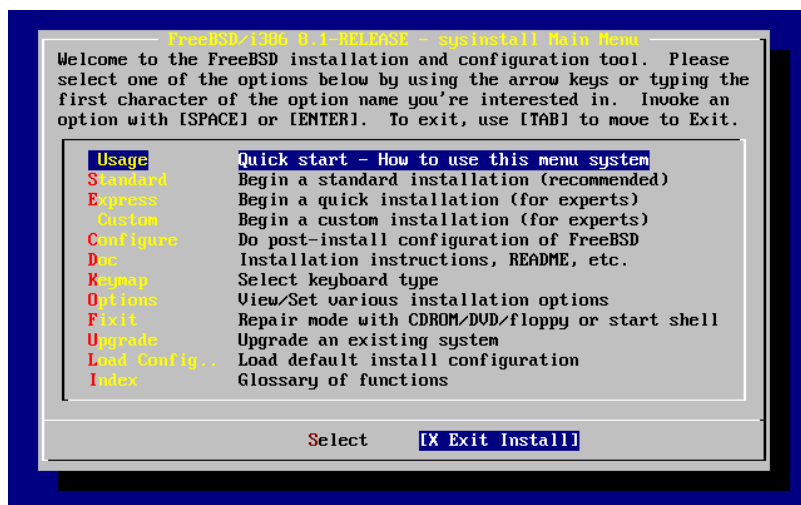 FreeBSD/i386 8.1-RELEASE - sysinstall Main Menu
Welcome to the FreeBSD installation and configuration tool.  Please
select one of the options below by using the arrow keys or typing the
first character of the option name you're interested in.  Invoke an
option with [SPACE] or [ENTER].  To exit, use [TAB] to move to Exit.
Usage Quick start - How to use this menu system
Standard Begin a standard installation (recommended)
Express Begin a quick installation (for experts)
Custom Begin a custom installation (for experts)
Configure Do post-install configuration of FreeBSD
Doc Installation instructions, README, etc.
Keymap Select keyboard type
Options View/Set various installation options
Fixit Repair mode with CDROM/DVD/floppy or start shell
Upgrade Upgrade an existing system
Load Config.. Load default install configuration
Index Glossary of functions
Select [X Exit Install]